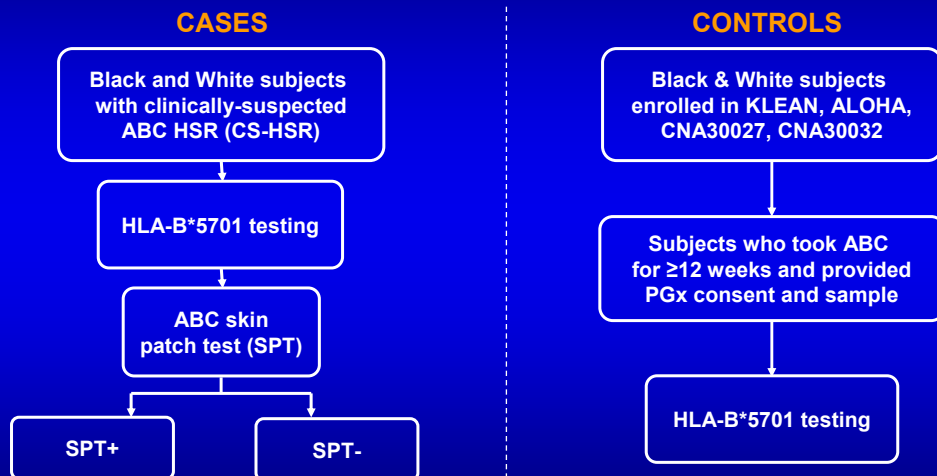 CASES
Black and White subjects
with clinically-suspected
ABC HSR (CS-HSR)
HLA-B*5701 testing
ABC skin
patch test (SPT)
SPT+
SPT-
CONTROLS
Black & White subjects
enrolled in KLEAN, ALOHA,
CNA30027, CNA30032
Subjects who took ABC
for ≥12 weeks and provided
PGx consent and sample
HLA-B*5701 testing